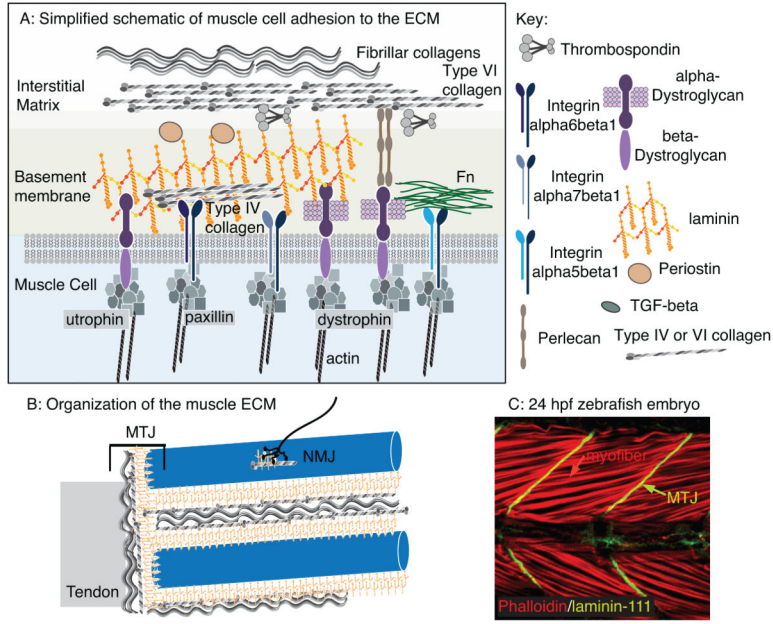 A: Simplified schematic of muscle cell adhesion to the ECM
Fibrillar collagens
Type VI
collagen
Interstitial
Matrix
Basement
membrane
Type IV
collagen
Fn
Muscle Cell
utrophin
paxillin
dystrophin
actin
Key:
Thrombospondin
Integrin
alpha6beta1
alpha-
Dystroglycan
beta-
Dystroglycan
Integrin
alpha7beta1
laminin
Integrin
alpha5beta1
Periostin
TGF-beta
Perlecan
Type IV or VI collagen
B: Organization of the muscle ECM
MTJ
NMJ
Tendon
C: 24 hpf zebrafish embryo
myofiber
MTJ
Phalloidin/laminin-111